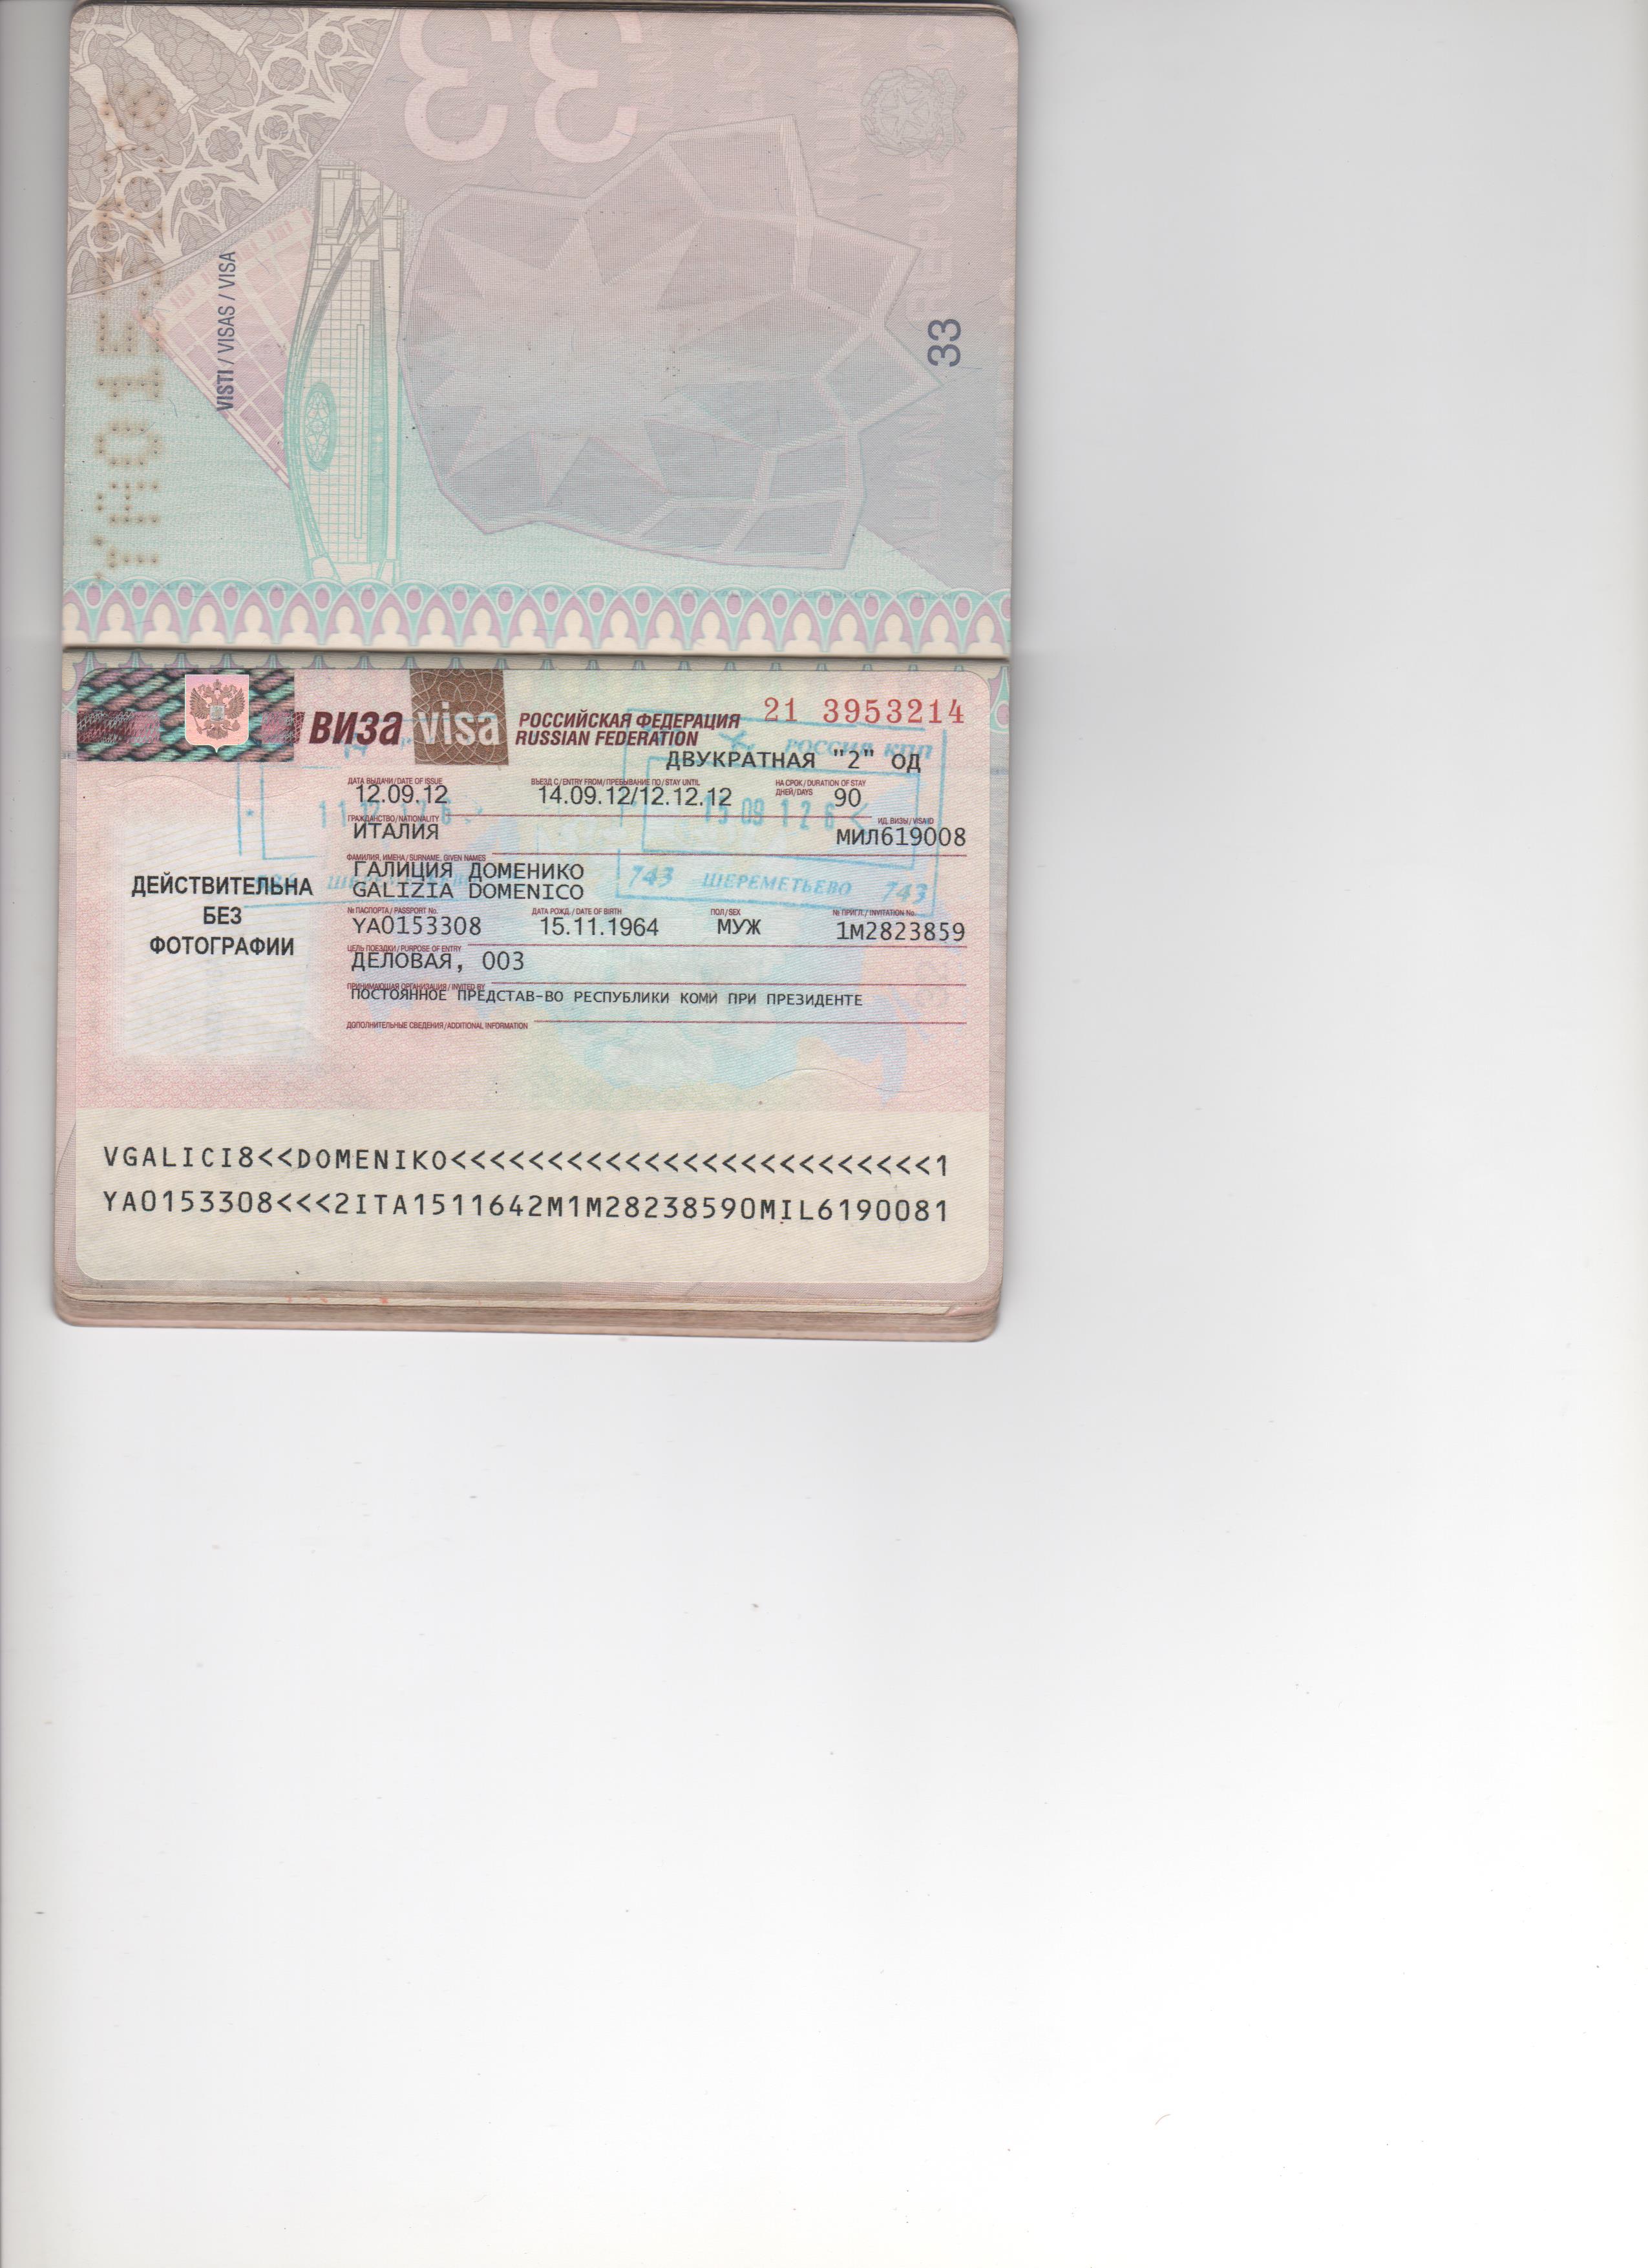 33
VISTI / VISAS / VISA
33
ВИЗА visa РОССИЙСКАЯ ФЕДЕРАЦИЯ 21 3953214
RUSSIAN FEDERATION
РОССИЯ КПП
ДВУКРАТНАЯ "2" ОД
ДАТА ВЫДАЧИ/DATE OF ISSUE ВЪЕЗД С/ENTRY FROM/ПРЕБЫВАНИЕ ПО/STAY UNTIL НА СРОК/DURATION OF STAY
ДНЕЙ/DAYS
12.09.12 14.09.12/12.12.12 90
15 09 12 6
ГРАЖДАНСТВО/NATIONALITY ИД. ВИЗЫ/VISA ID
ИТАЛИЯ МИЛ619008
ФАМИЛИЯ, ИМЕНА/SURNAME, GIVEN NAMES
ГАЛИЦИЯ ДОМЕНИКО
GALIZIA DOMENICO
743 ШЕРЕМЕТЬЕВО 743
ДЕЙСТВИТЕЛЬНА
БЕЗ
ФОТОГРАФИИ
№ ПАСПОРТА/PASSPORT No. ДАТА РОЖД./DATE OF BIRTH ПОЛ/SEX № ПРИГЛ./INVITATION No.
YA0153308 15.11.1964 МУЖ 1М2823859
ЦЕЛЬ ПОЕЗДКИ/PURPOSE OF ENTRY
ДЕЛОВАЯ, 003
ПРИНИМАЮЩАЯ ОРГАНИЗАЦИЯ/INVITED BY
ПОСТОЯННОЕ ПРЕДСТАВ-ВО РЕСПУБЛИКИ КОМИ ПРИ ПРЕЗИДЕНТЕ
ДОПОЛНИТЕЛЬНЫЕ СВЕДЕНИЯ/ADDITIONAL INFORMATION
VGALICI8<<DOMENIKO<<<<<<<<<<<<<<<<<<<<<<<<<1
YA0153308<<<2ITA1511642M1M28238590MIL6190081